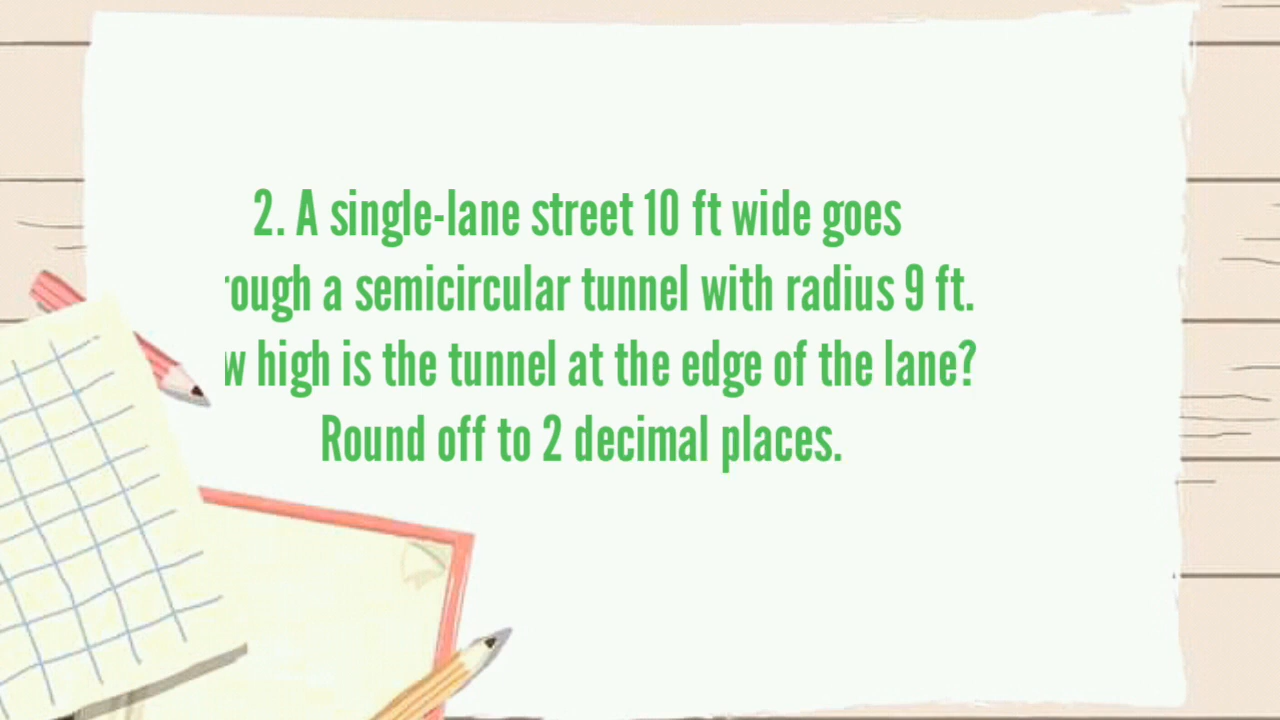 2. A single-lane street 10 ft wide goes
rough a semicircular tunnel with radius 9 ft.
w high is the tunnel at the edge of the lane?
Round off to 2 decimal places.